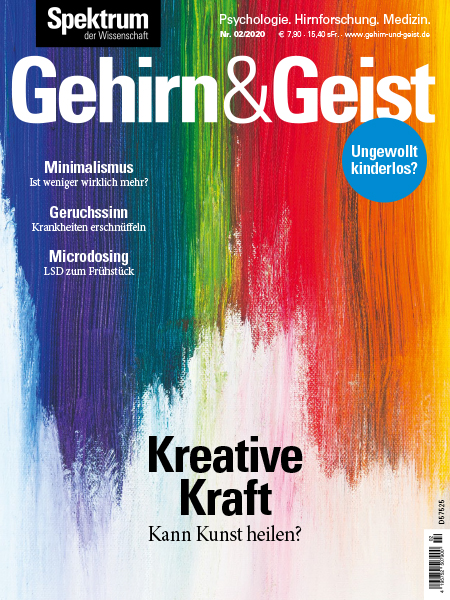 Spektrum
der Wissenschaft
Psychologie. Hirnforschung. Medizin.
Nr. 02/2020 € 7,90 · 15,40 sFr. · www.gehirn-und-geist.de
Gehirn&Geist
Ungewollt
kinderlos?
Minimalismus
Ist weniger wirklich mehr?
Geruchssinn
Krankheiten erschnüffeln
Microdosing
LSD zum Frühstück
Kreative
Kraft
Kann Kunst heilen?
D57525
02